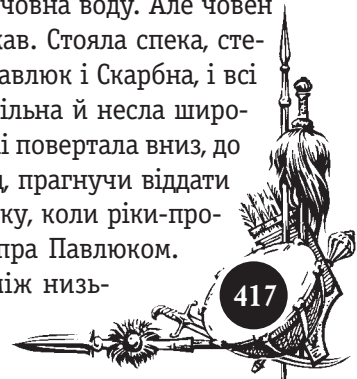 човна воду. Але човен
кав. Стояла спека, сте-
авлюк і Скарбна, і всі
ільна й несла широ-
і повертала вниз, до
, прагнучи віддати
ку, коли ріки-про-
пра Павлюком.
між низь-
417